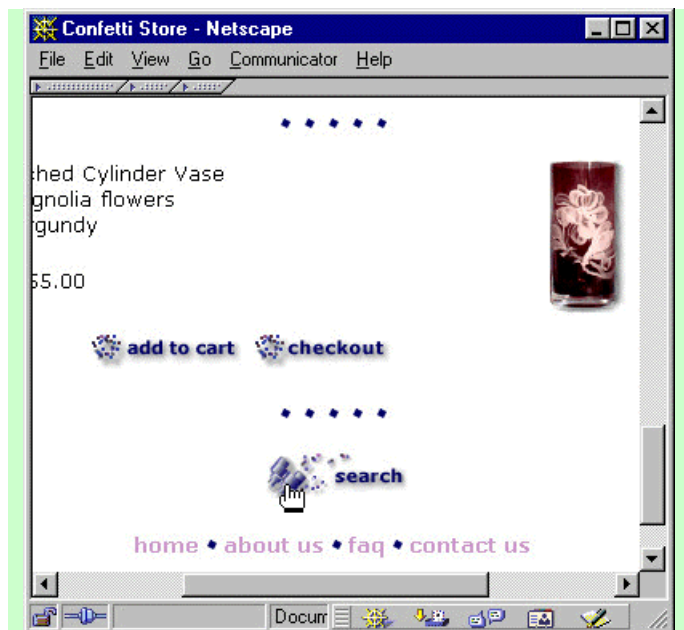 Confetti Store - Netscape
File Edit View Go Communicator Help
ched Cylinder Vase
gnolia flowers
rgundy
55.00
add to cart checkout
search
home • about us • faq • contact us
Docum